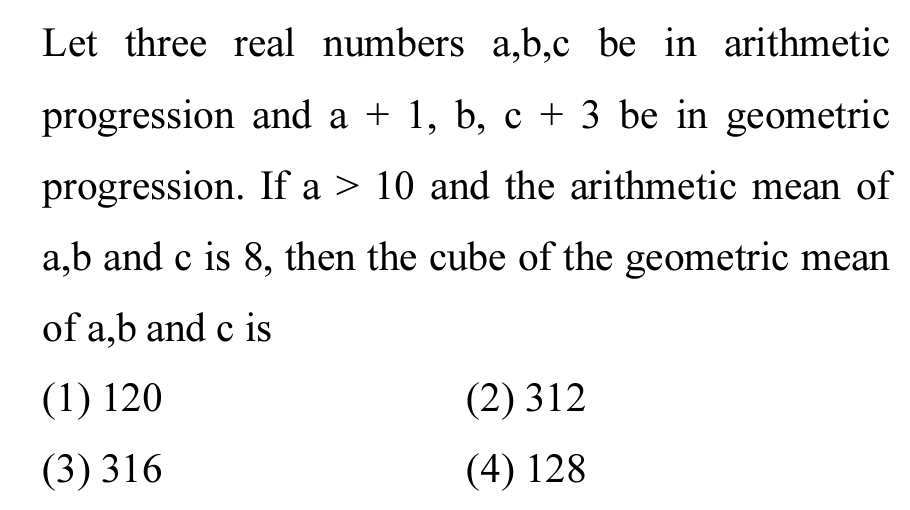 Let three real numbers a,b,c be in arithmetic
progression and a + 1, b, c + 3 be in geometric
progression. If a > 10 and the arithmetic mean of
a,b and c is 8, then the cube of the geometric mean
of a,b and c is
(1) 120 (2) 312
(3) 316 (4) 128